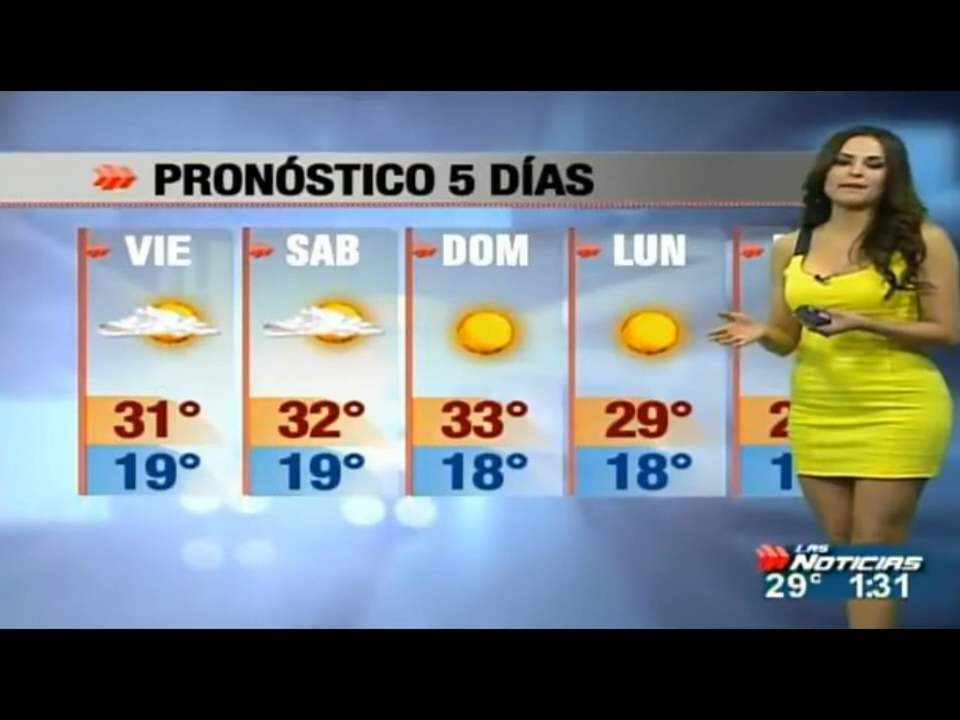 PRONÓSTICO 5 DÍAS
VIE SAB DOM LUN
31° 32° 33° 29°
19° 19° 18° 18°
LAS
NOTICIAS
29°C 1:31